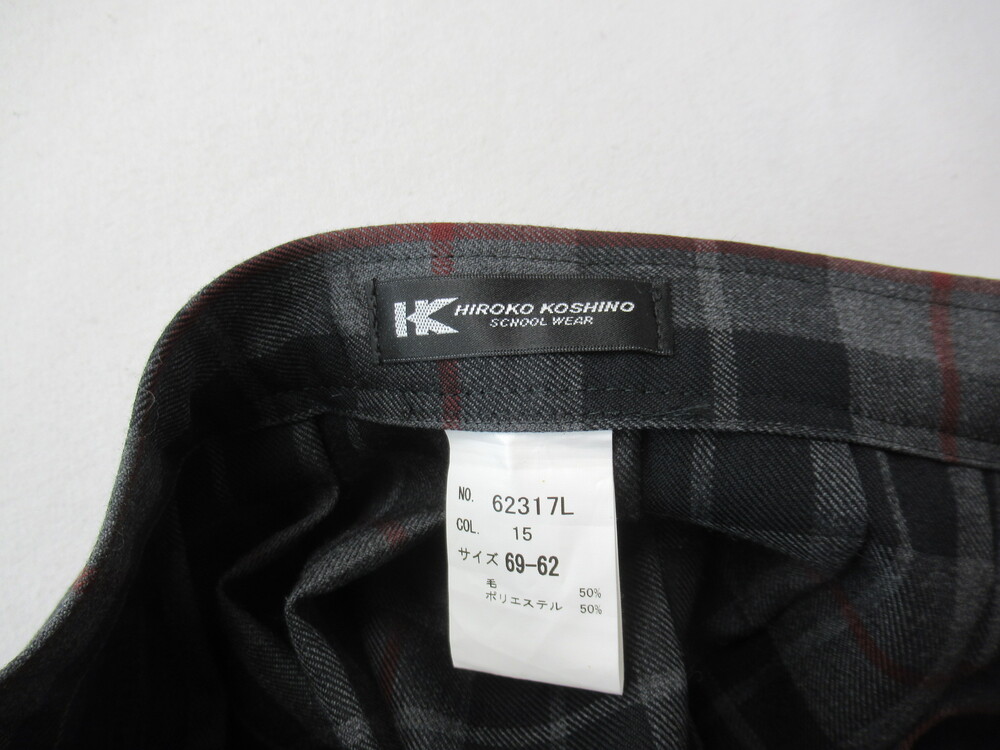 HK HIROKO KOSHINO
SCHOOL WEAR
NO. 62317L
COL. 15
サイズ 69-62
毛 50%
ポリエステル 50%